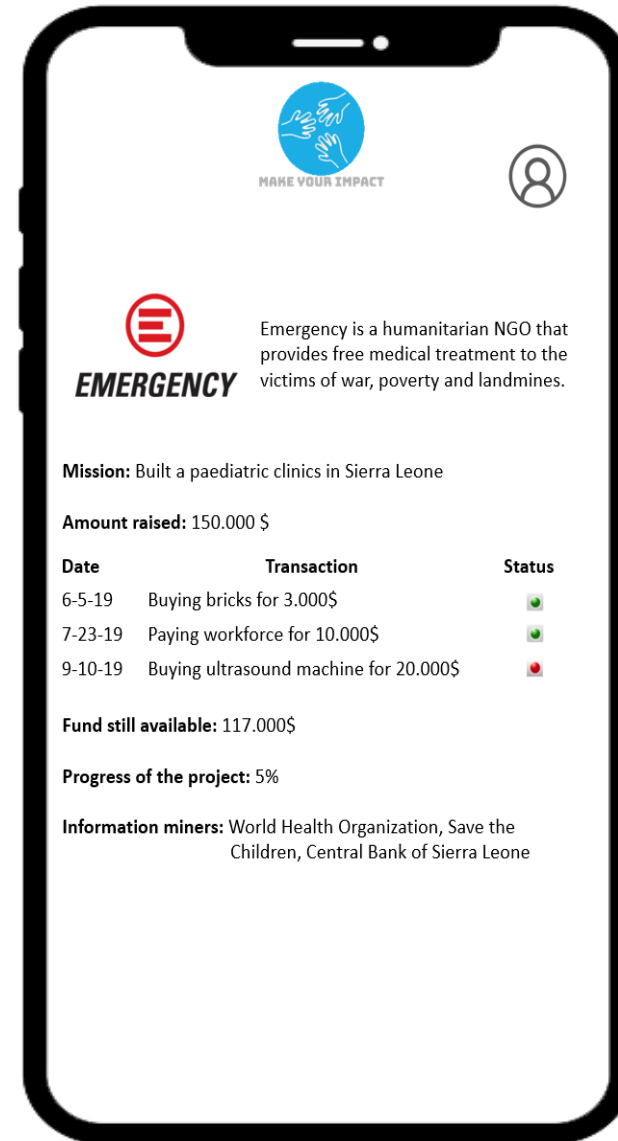 MAKE YOUR IMPACT
EMERGENCY
Emergency is a humanitarian NGO that
provides free medical treatment to the
victims of war, poverty and landmines.
Mission: Built a paediatric clinics in Sierra Leone
Amount raised: 150.000 $
Date Transaction Status
6-5-19 Buying bricks for 3.000$
7-23-19 Paying workforce for 10.000$
9-10-19 Buying ultrasound machine for 20.000$
Fund still available: 117.000$
Progress of the project: 5%
Information miners: World Health Organization, Save the
Children, Central Bank of Sierra Leone